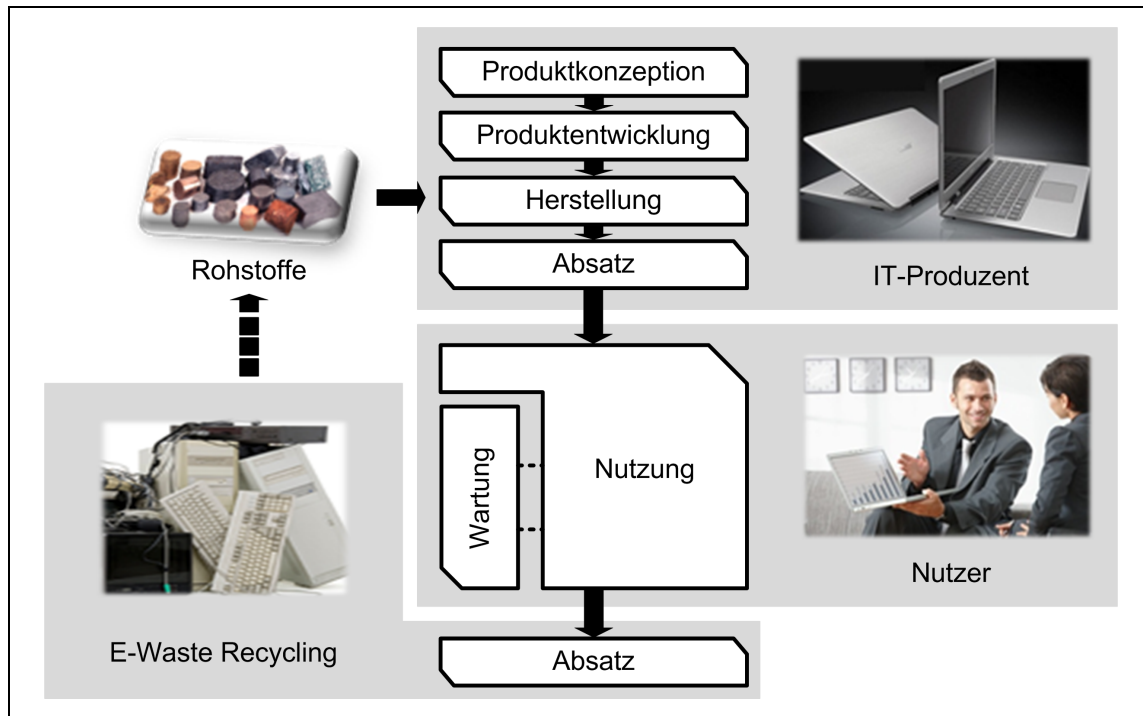 Produktkonzeption
Produktentwicklung
Herstellung
Absatz
IT-Produzent
Rohstoffe
Wartung
Nutzung
Nutzer
E-Waste Recycling
Absatz